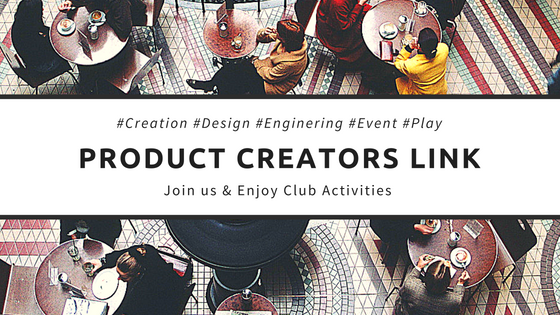 #Creation #Design #Enginering #Event #Play
PRODUCT CREATORS LINK
Join us & Enjoy Club Activities